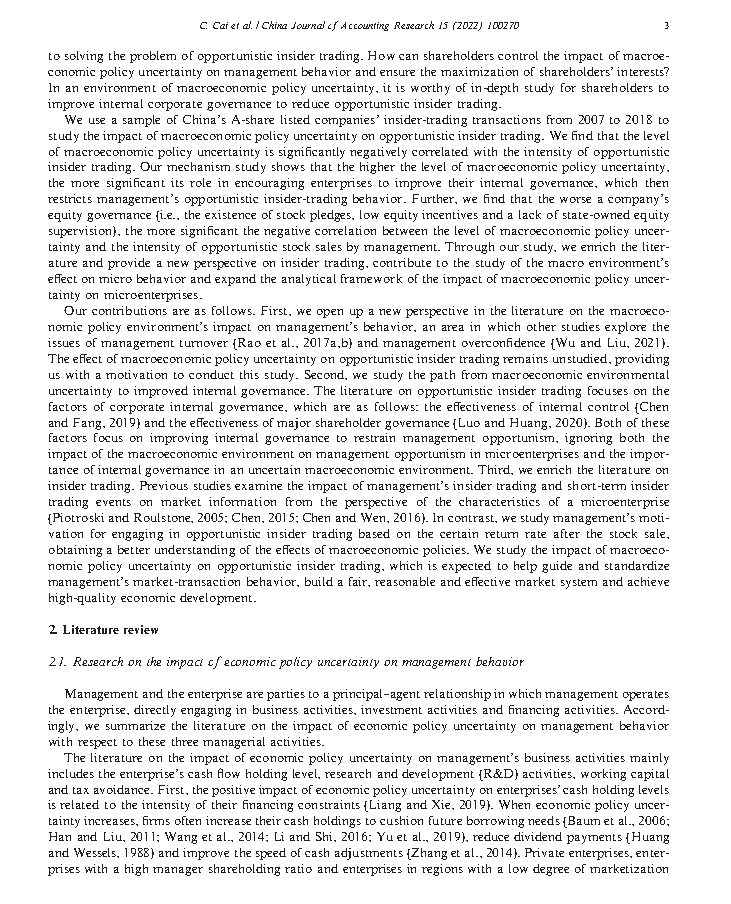 C. Cai et al. / China Journal of Accounting Research 15 (2022) 100270
3
to solving the problem of opportunistic insider trading. How can shareholders control the impact of macroe-
conomic policy uncertainty on management behavior and ensure the maximization of shareholders' interests?
In an environment of macroeconomic policy uncertainty, it is worthy of in-depth study for shareholders to
improve internal corporate governance to reduce opportunistic insider trading.
We use a sample of China's A-share listed companies' insider-trading transactions from 2007 to 2018 to
study the impact of macroeconomic policy uncertainty on opportunistic insider trading. We find that the level
of macroeconomic policy uncertainty is significantly negatively correlated with the intensity of opportunistic
insider trading. Our mechanism study shows that the higher the level of macroeconomic policy uncertainty,
the more significant its role in encouraging enterprises to improve their internal governance, which then
restricts management's opportunistic insider-trading behavior. Further, we find that the worse a company's
equity governance (i.e., the existence of stock pledges, low equity incentives and a lack of state-owned equity
supervision), the more significant the negative correlation between the level of macroeconomic policy uncer-
tainty and the intensity of opportunistic stock sales by management. Through our study, we enrich the liter-
ature and provide a new perspective on insider trading, contribute to the study of the macro environment's
effect on micro behavior and expand the analytical framework of the impact of macroeconomic policy uncer-
tainty on microenterprises.
Our contributions are as follows. First, we open up a new perspective in the literature on the macroeco-
nomic policy environment's impact on management's behavior, an area in which other studies explore the
issues of management turnover (Rao et al., 2017a,b) and management overconfidence (Wu and Liu, 2021).
The effect of macroeconomic policy uncertainty on opportunistic insider trading remains unstudied, providing
us with a motivation to conduct this study. Second, we study the path from macroeconomic environmental
uncertainty to improved internal governance. The literature on opportunistic insider trading focuses on the
factors of corporate internal governance, which are as follows: the effectiveness of internal control (Chen
and Fang, 2019) and the effectiveness of major shareholder governance (Luo and Huang, 2020). Both of these
factors focus on improving internal governance to restrain management opportunism, ignoring both the
impact of the macroeconomic environment on management opportunism in microenterprises and the impor-
tance of internal governance in an uncertain macroeconomic environment. Third, we enrich the literature on
insider trading. Previous studies examine the impact of management's insider trading and short-term insider
trading events on market information from the perspective of the characteristics of a microenterprise
(Piotroski and Roulstone, 2005; Chen, 2015; Chen and Wen, 2016). In contrast, we study management's moti-
vation for engaging in opportunistic insider trading based on the certain return rate after the stock sale,
obtaining a better understanding of the effects of macroeconomic policies. We study the impact of macroeco-
nomic policy uncertainty on opportunistic insider trading, which is expected to help guide and standardize
management's market-transaction behavior, build a fair, reasonable and effective market system and achieve
high-quality economic development.
2. Literature review
2.1. Research on the impact of economic policy uncertainty on management behavior
Management and the enterprise are parties to a principal–agent relationship in which management operates
the enterprise, directly engaging in business activities, investment activities and financing activities. Accord-
ingly, we summarize the literature on the impact of economic policy uncertainty on management behavior
with respect to these three managerial activities.
The literature on the impact of economic policy uncertainty on management's business activities mainly
includes the enterprise's cash flow holding level, research and development (R&D) activities, working capital
and tax avoidance. First, the positive impact of economic policy uncertainty on enterprises' cash holding levels
is related to the intensity of their financing constraints (Liang and Xie, 2019). When economic policy uncer-
tainty increases, firms often increase their cash holdings to cushion future borrowing needs (Baum et al., 2006;
Han and Liu, 2011; Wang et al., 2014; Li and Shi, 2016; Yu et al., 2019), reduce dividend payments (Huang
and Wessels, 1988) and improve the speed of cash adjustments (Zhang et al., 2014). Private enterprises, enter-
prises with a high manager shareholding ratio and enterprises in regions with a low degree of marketization